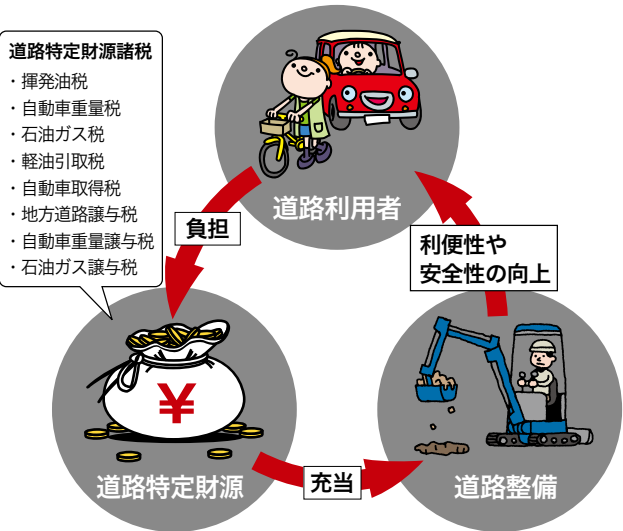 道路特定財源諸税
・揮発油税
・自動車重量税
・石油ガス税
・軽油引取税
・自動車取得税
・地方道路譲与税
・自動車重量譲与税
・石油ガス譲与税
道路利用者
負担
利便性や
安全性の向上
¥
道路特定財源
充当
道路整備